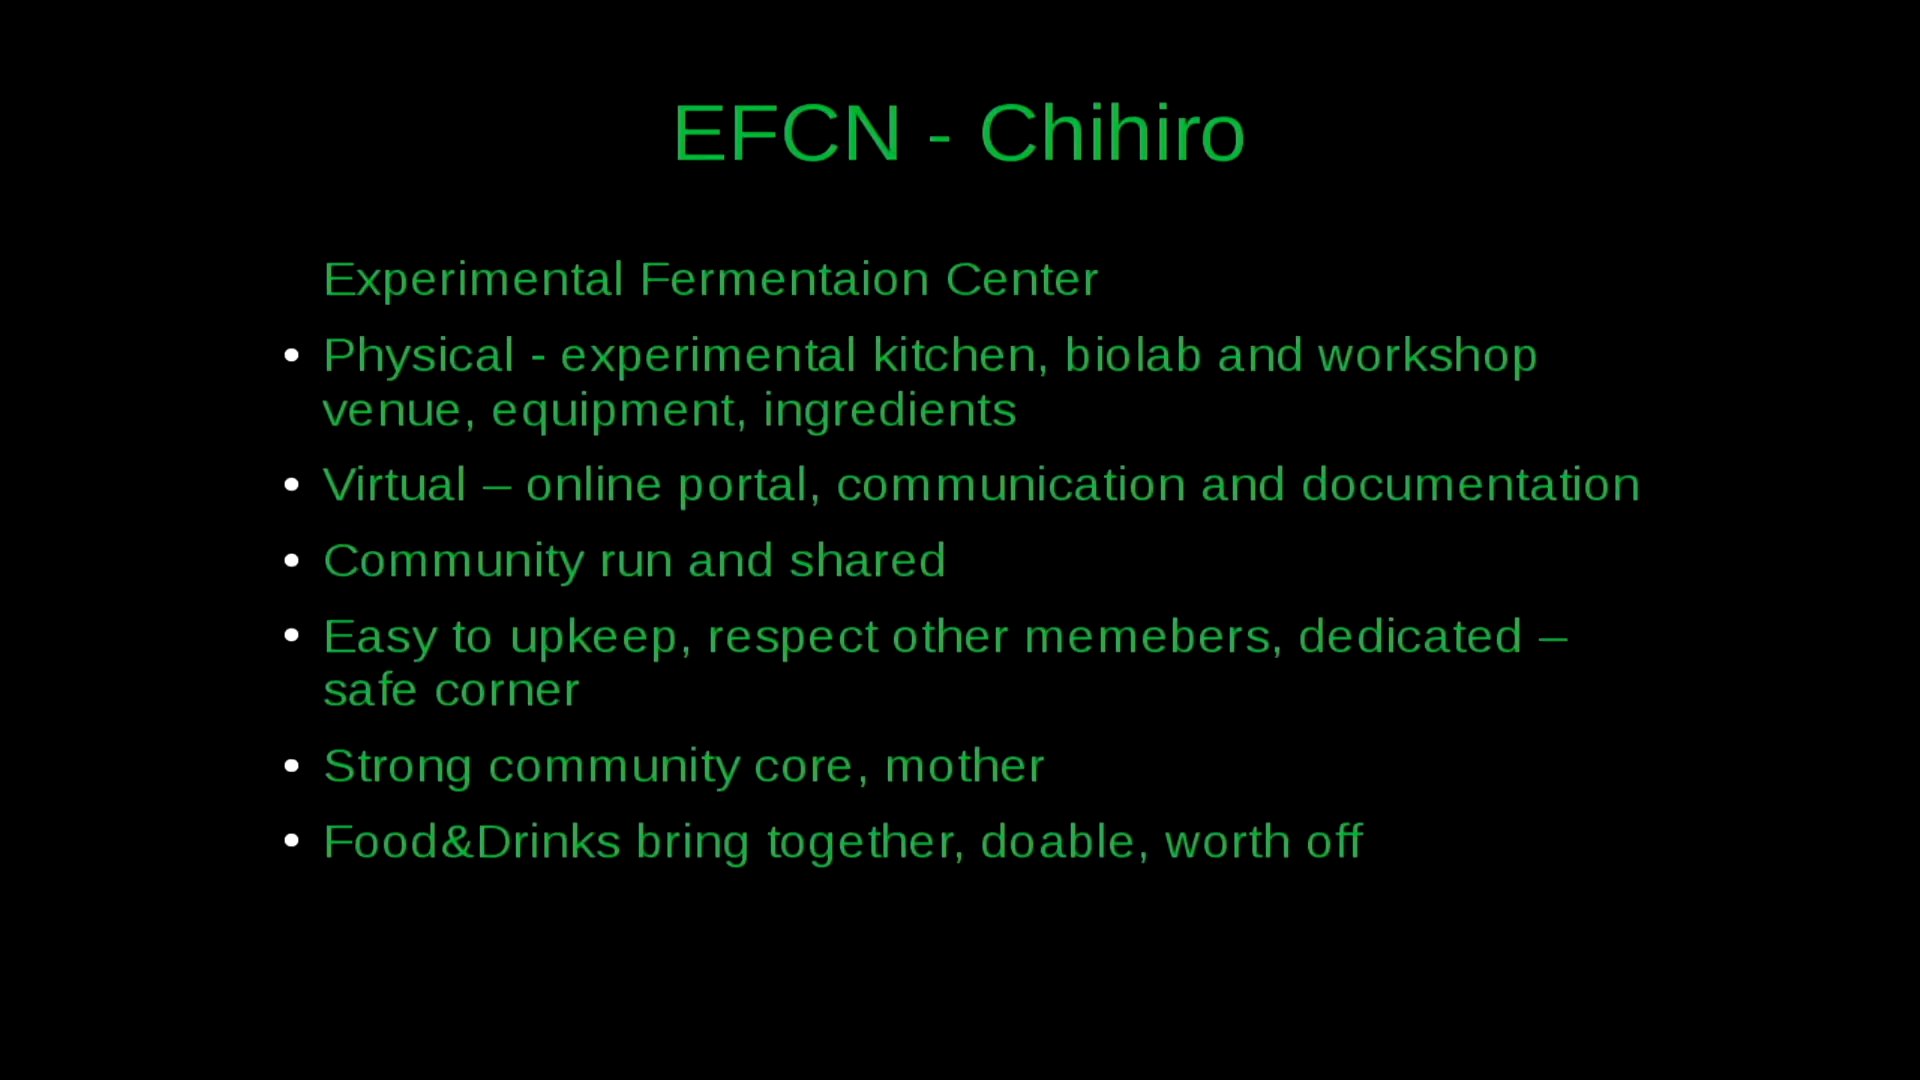 EFCN - Chihiro
Experimental Fermentaion Center
• Physical - experimental kitchen, biolab and workshop
venue, equipment, ingredients
• Virtual – online portal, communication and documentation
• Community run and shared
• Easy to upkeep, respect other memebers, dedicated –
safe corner
• Strong community core, mother
• Food&Drinks bring together, doable, worth off